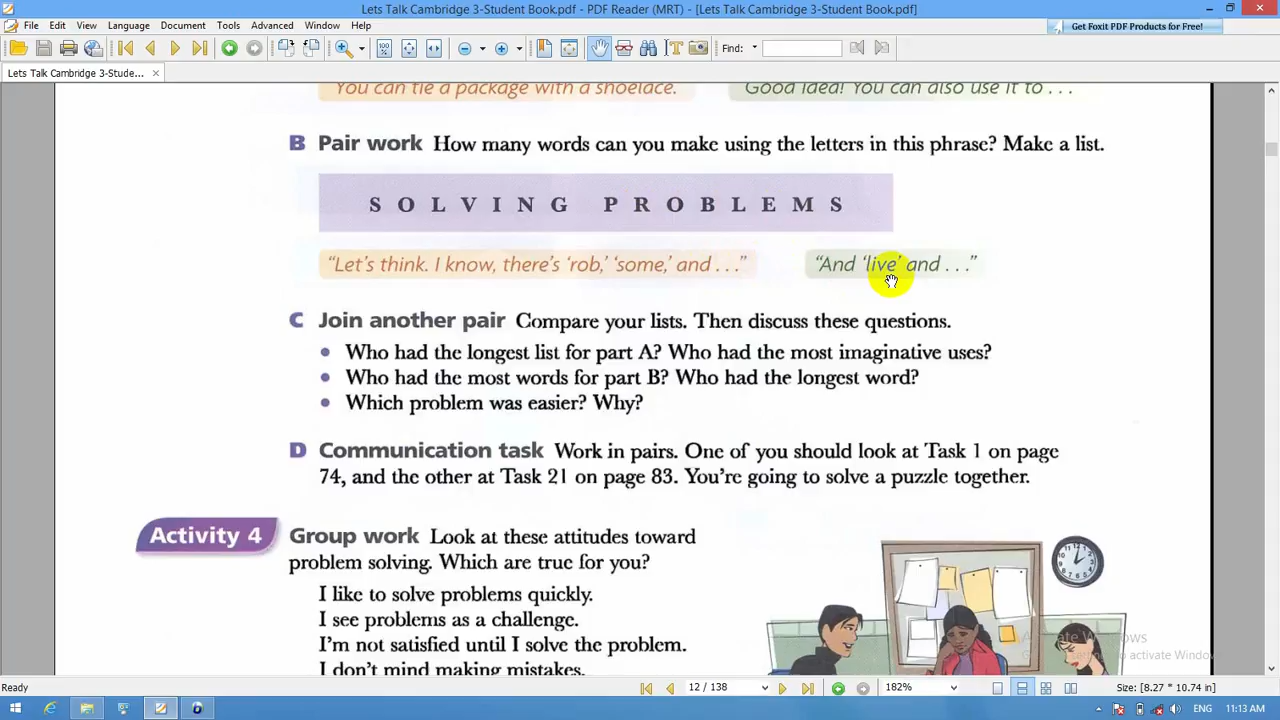 Lets Talk Cambridge 3-Student Book.pdf - PDF Reader (MRT) - [Lets Talk Cambridge 3-Student Book.pdf]
File Edit View Language Document Tools Advanced Window Help
Get Foxit PDF Products for Free!
Find:
Lets Talk Cambridge 3-Stude...
You can tie a package with a shoelace. Good idea! You can also use it to . . .
B Pair work How many words can you make using the letters in this phrase? Make a list.
SOLVING PROBLEMS
“Let's think. I know, there's ‘rob,’ ‘some,’ and . . .” “And ‘live’ and . . .”
C Join another pair Compare your lists. Then discuss these questions.
• Who had the longest list for part A? Who had the most imaginative uses?
• Who had the most words for part B? Who had the longest word?
• Which problem was easier? Why?
D Communication task Work in pairs. One of you should look at Task 1 on page
74, and the other at Task 21 on page 83. You're going to solve a puzzle together.
Activity 4 Group work Look at these attitudes toward
problem solving. Which are true for you?
I like to solve problems quickly.
I see problems as a challenge.
I'm not satisfied until I solve the problem.
I don't mind making mistakes.
Activate Windows
to activate Windows
Ready 12 / 138 182% Size: [8.27 * 10.74 in]
ENG 11:13 AM